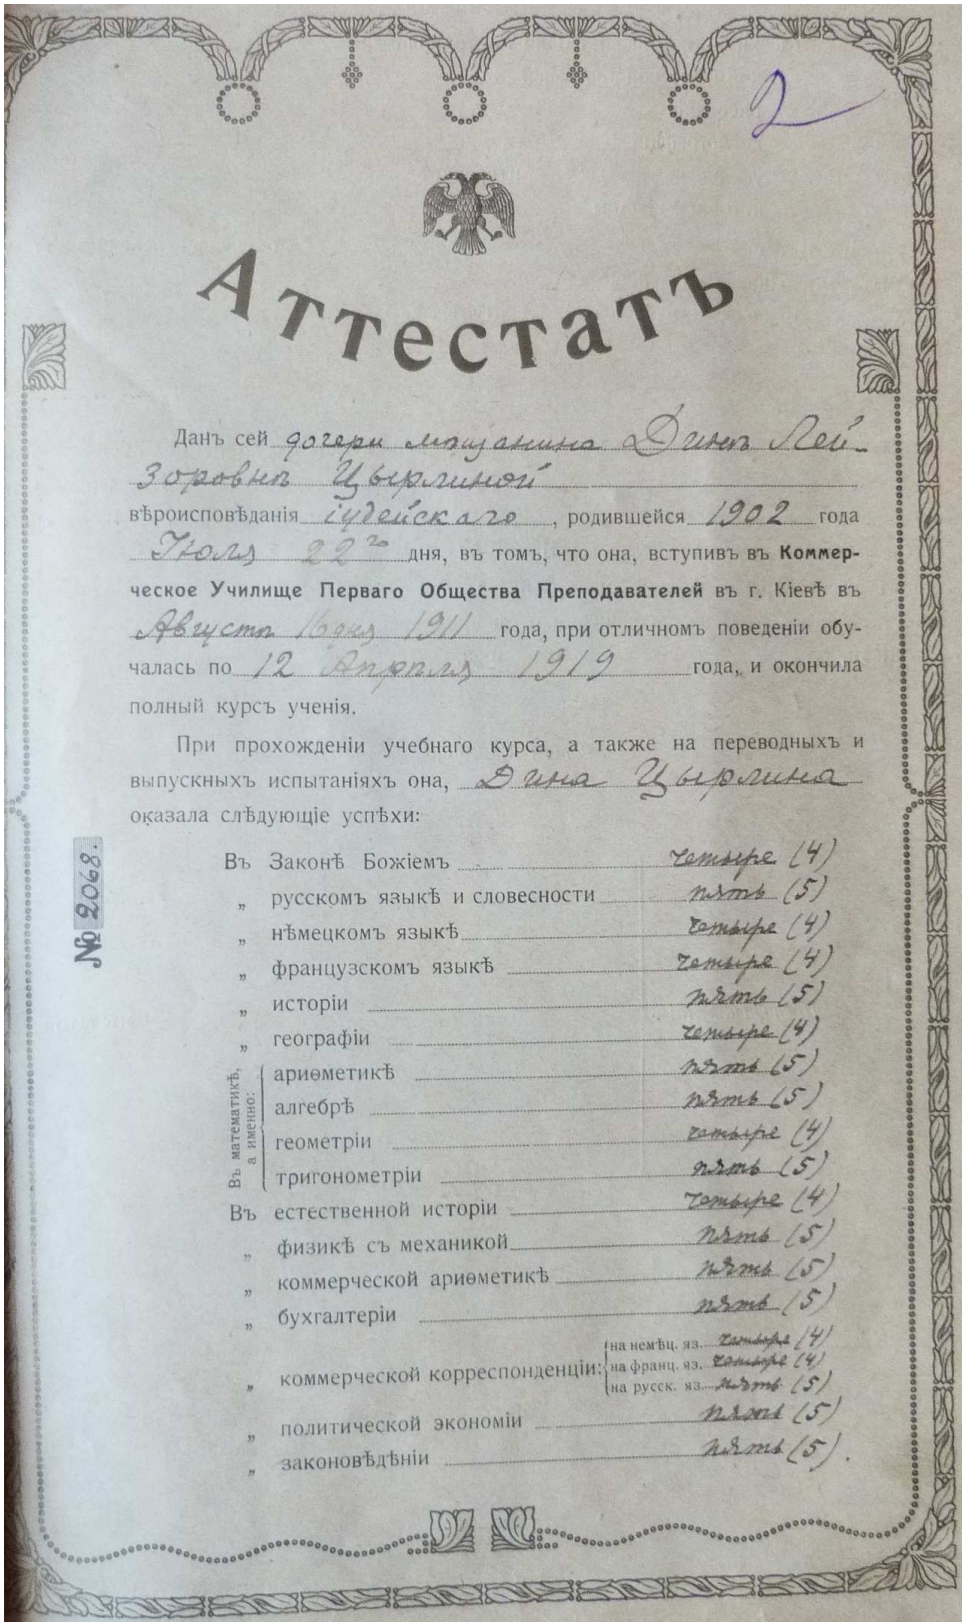 2
Аттестатъ
Данъ сей дочери мѣщанина Динѣ Лей-
зоровнѣ Цырлиной
вѣроисповѣданія іудейскаго, родившейся 1902 года
Іюля 22го дня, въ томъ, что она, вступивъ въ Коммер-
ческое Училище Перваго Общества Преподавателей въ г. Кіевѣ въ
Августѣ 16 дня 1911 года, при отличномъ поведеніи обу-
чалась по 12 Апрѣля 1919 года, и окончила
полный курсъ ученія.
При прохожденіи учебнаго курса, а также на переводныхъ и
выпускныхъ испытаніяхъ она, Дина Цырлина
оказала слѣдующіе успѣхи:
№ 2068.
Въ Законѣ Божіемъ четыре (4)
„ русскомъ языкѣ и словесности пять (5)
„ нѣмецкомъ языкѣ четыре (4)
„ французскомъ языкѣ четыре (4)
„ исторіи пять (5)
„ географіи четыре (4)
Въ математикѣ,
а именно:
ариѳметикѣ пять (5)
алгебрѣ пять (5)
геометріи четыре (4)
тригонометріи пять (5)
Въ естественной исторіи четыре (4)
„ физикѣ съ механикой пять (5)
„ коммерческой ариѳметикѣ пять (5)
„ бухгалтеріи пять (5)
„ коммерческой корреспонденціи:
на немѣц. яз. четыре (4)
на франц. яз. четыре (4)
на русск. яз. пять (5)
„ политической экономіи пять (5)
„ законовѣдѣніи пять (5).